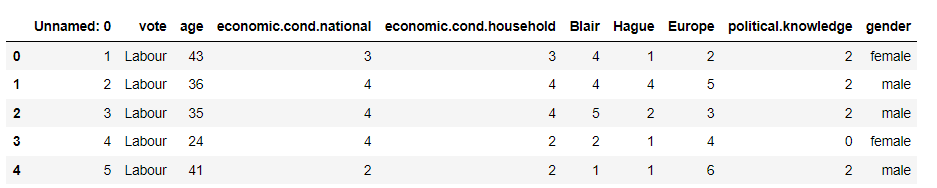 Unnamed: 0 vote age economic.cond.national economic.cond.household Blair Hague Europe political.knowledge gender
0 1 Labour 43 3 3 4 1 2 2 female
1 2 Labour 36 4 4 4 4 5 2 male
2 3 Labour 35 4 4 5 2 3 2 male
3 4 Labour 24 4 2 2 1 4 0 female
4 5 Labour 41 2 2 1 1 6 2 male